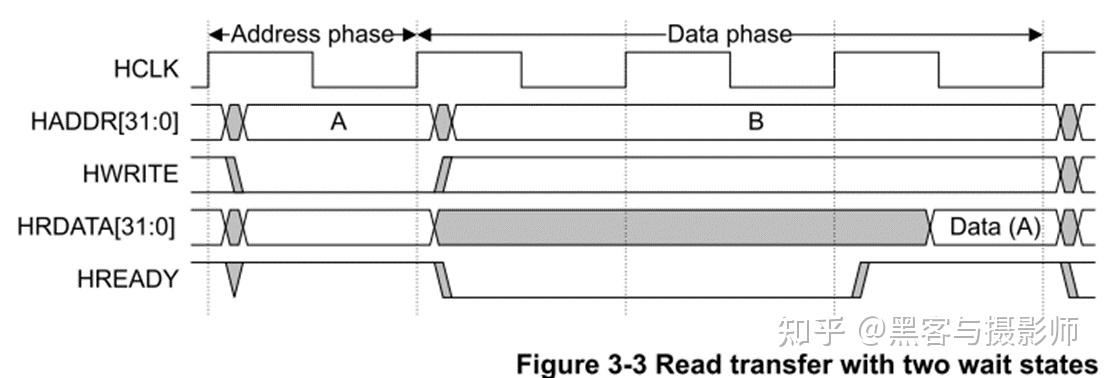 Address phase Data phase
HCLK
HADDR[31:0] A B
HWRITE
HRDATA[31:0] Data (A)
HREADY
知乎 @黑客与摄影师
Figure 3-3 Read transfer with two wait states